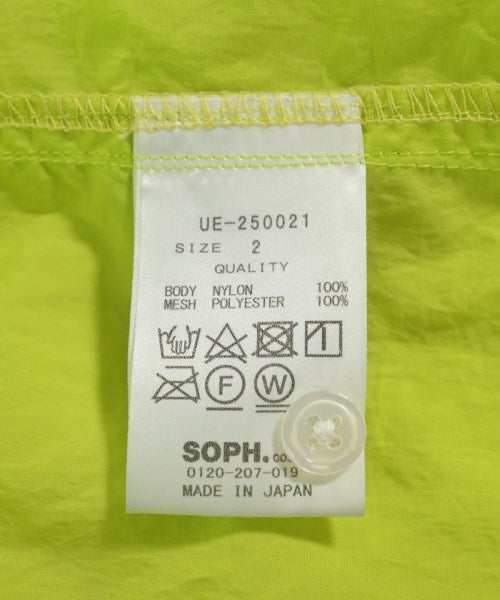 UE-250021
SIZE 2
QUALITY
BODY NYLON 100%
MESH POLYESTER 100%
F W
SOPH.co.
0120-207-019
MADE IN JAPAN